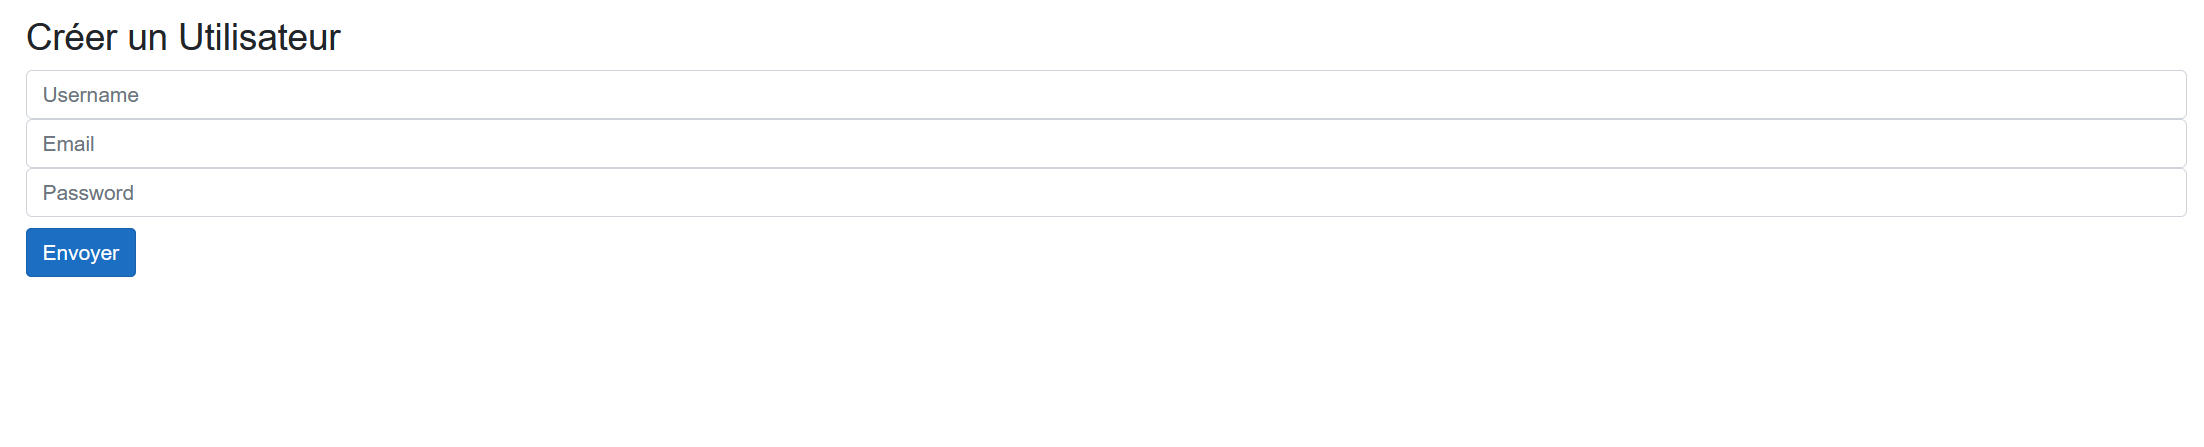 Créer un Utilisateur
Username
Email
Password
Envoyer